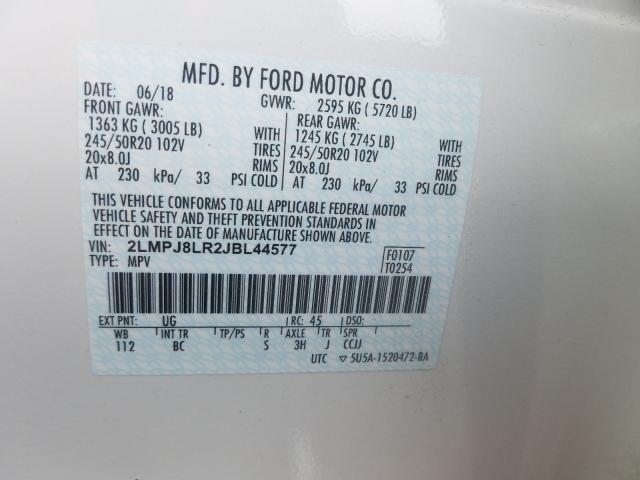 MFD. BY FORD MOTOR CO.
DATE: 06/18 GVWR: 2595 KG ( 5720 LB)
FRONT GAWR: REAR GAWR:
1363 KG ( 3005 LB) WITH 1245 KG ( 2745 LB) WITH
245/50R20 102V TIRES 245/50R20 102V TIRES
20x8.0J RIMS 20x8.0J RIMS
AT 230 kPa/ 33 PSI COLD AT 230 kPa/ 33 PSI COLD
THIS VEHICLE CONFORMS TO ALL APPLICABLE FEDERAL MOTOR
VEHICLE SAFETY AND THEFT PREVENTION STANDARDS IN
EFFECT ON THE DATE OF MANUFACTURE SHOWN ABOVE.
VIN: 2LMPJ8LR2JBL44577 F0107
TYPE: MPV T0254
EXT PNT: UG RC: 45 DSO:
WB INT TR TP/PS R AXLE TR SPR
112 BC S 3H J CCJJ
UTC ▽ 5U5A-1520472-BA